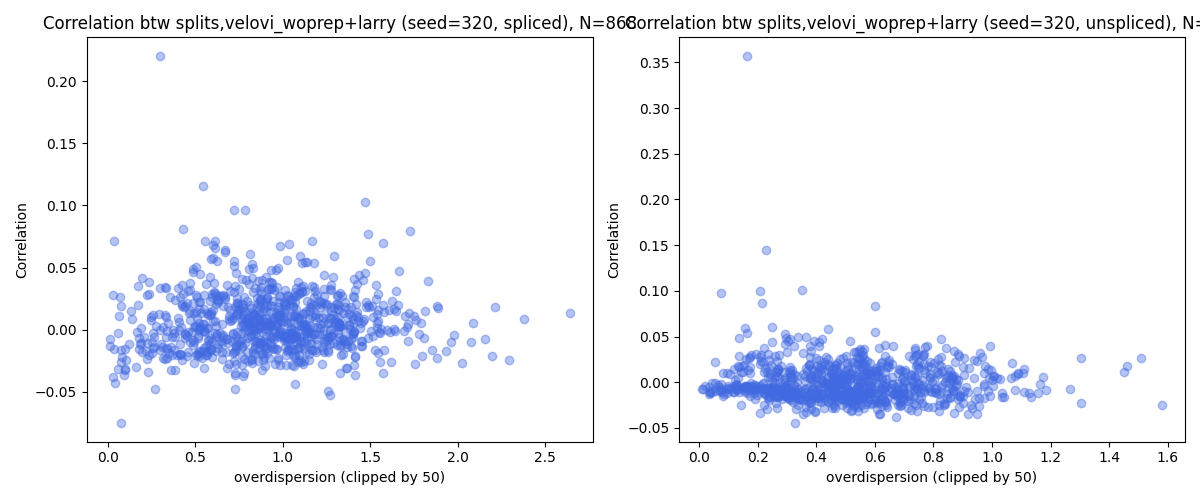 Correlation btw splits,velovi_woprep+larry (seed=320, spliced), N=868
Correlation btw splits,velovi_woprep+larry (seed=320, unspliced), N=
0.20
0.15
0.10
0.05
0.00
−0.05
Correlation
0.0 0.5 1.0 1.5 2.0 2.5
overdispersion (clipped by 50)
0.35
0.30
0.25
0.20
0.15
0.10
0.05
0.00
−0.05
Correlation
0.0 0.2 0.4 0.6 0.8 1.0 1.2 1.4 1.6
overdispersion (clipped by 50)